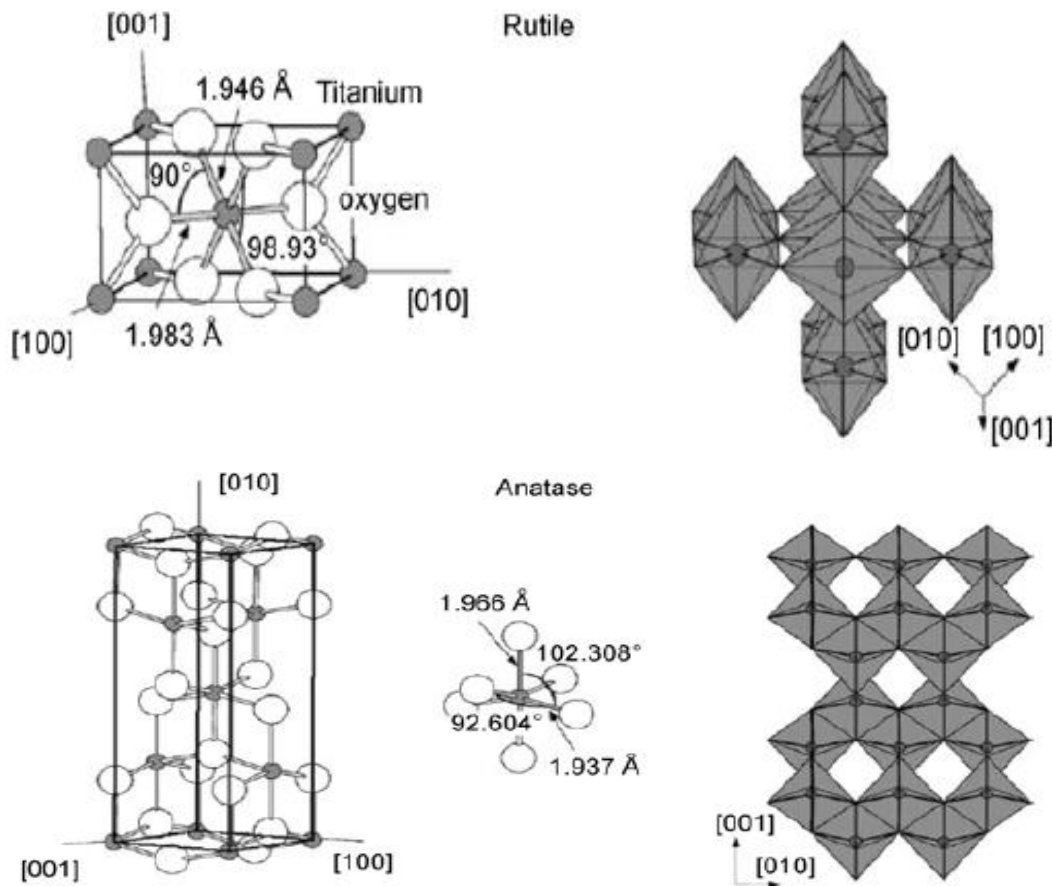 Rutile
[001]
1.946 Å
Titanium
90°
oxygen
98.93°
[010]
[100]
1.983 Å
[010]
[100]
[001]
Anatase
[010]
1.966 Å
102.308°
92.604°
1.937 Å
[001]
[100]
[001]
[010]